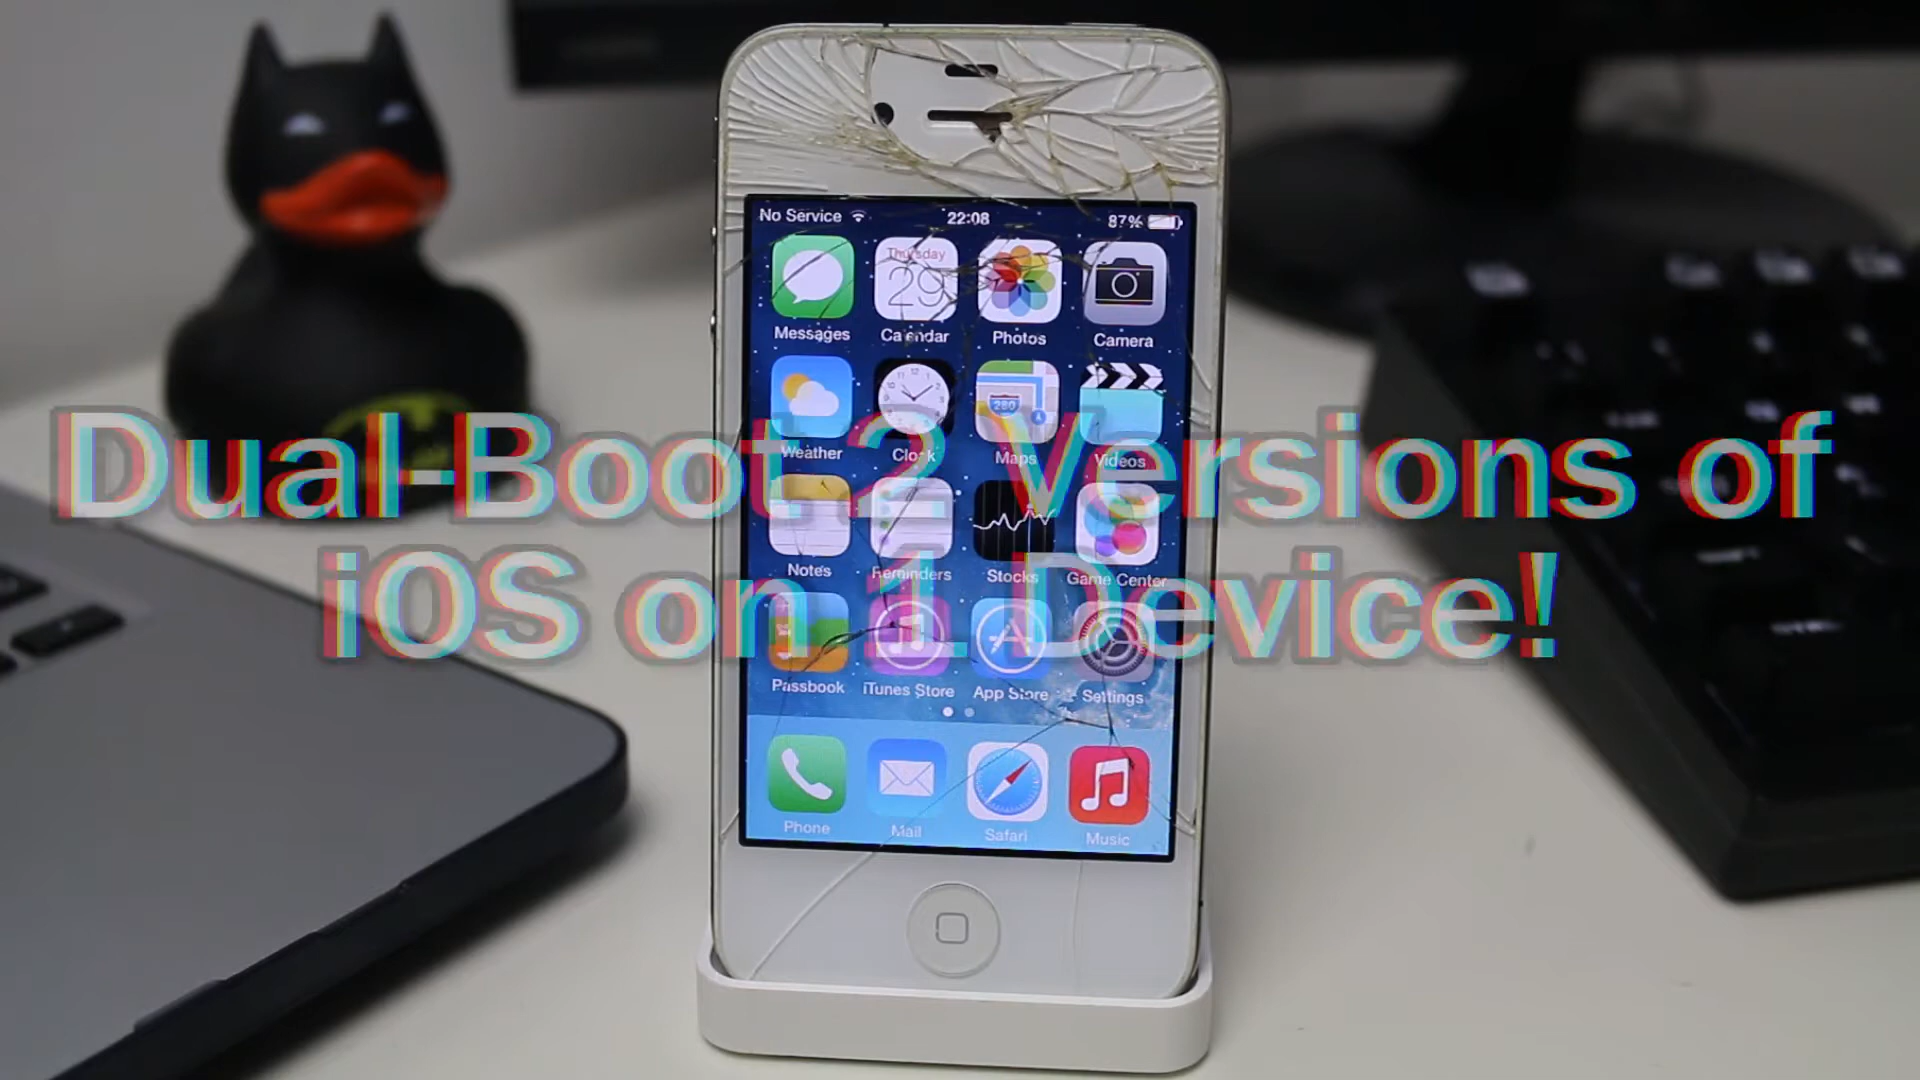 No Service 22:08 87%
Thursday
29
Messages Calendar Photos Camera
280
Weather Clock Maps Videos
Dual-Boot 2 Versions of
Notes Reminders Stocks Game Center
iOS on 1 Device!
Passbook iTunes Store App Store Settings
Phone Mail Safari Music